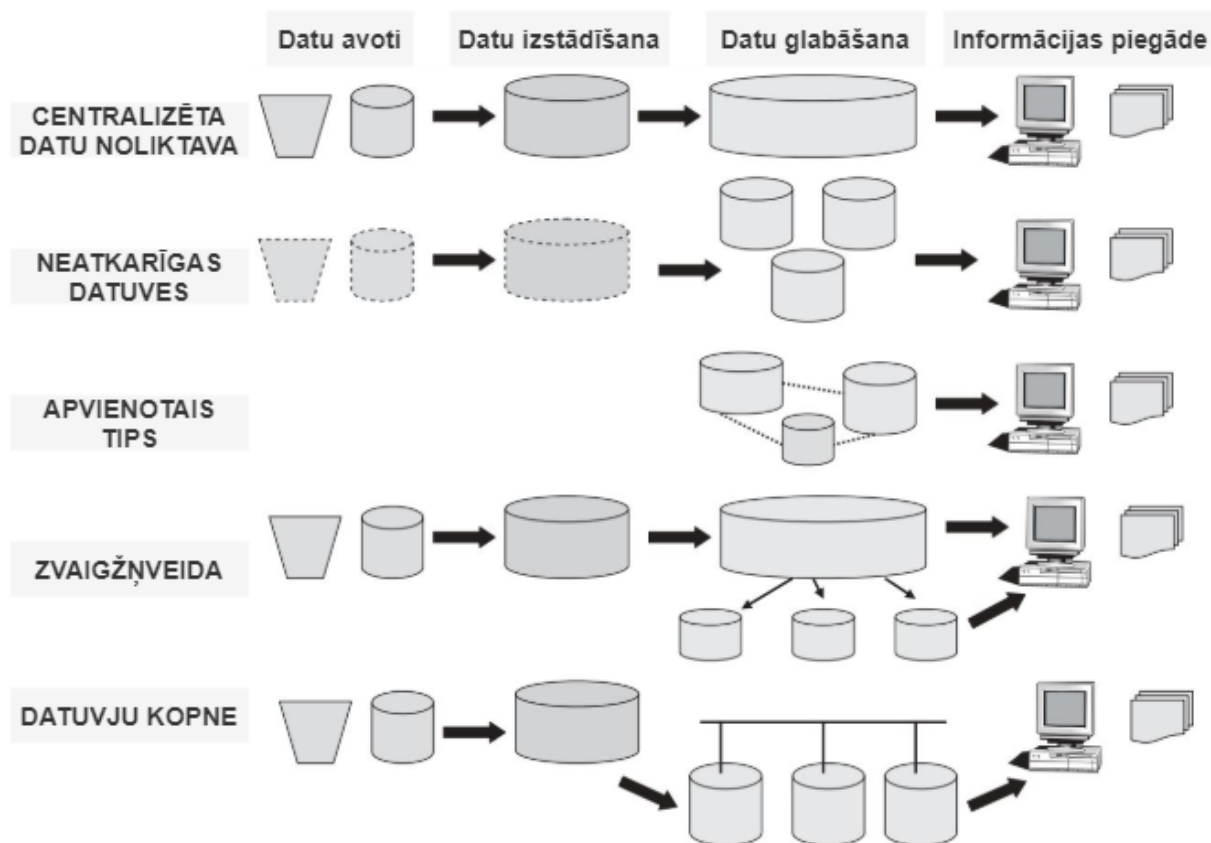 Datu avoti
Datu izstādīšana
Datu glabāšana
Informācijas piegāde
CENTRALIZĒTA
DATU NOLIKTAVA
NEATKARĪGAS
DATUVES
APVIENOTAIS
TIPS
ZVAIGŽŅVEIDA
DATUVJU KOPNE